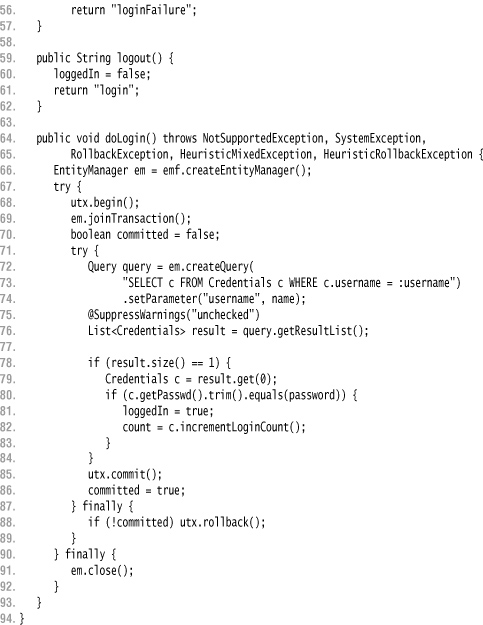 56.          return "loginFailure";
57.    }
58.
59.    public String logout() {
60.       loggedIn = false;
61.       return "login";
62.    }
63.
64.    public void doLogin() throws NotSupportedException, SystemException,
65.          RollbackException, HeuristicMixedException, HeuristicRollbackException {
66.       EntityManager em = emf.createEntityManager();
67.       try {
68.          utx.begin();
69.          em.joinTransaction();
70.          boolean committed = false;
71.          try {
72.             Query query = em.createQuery(
73.                   "SELECT c FROM Credentials c WHERE c.username = :username")
74.                   .setParameter("username", name);
75.             @SuppressWarnings("unchecked")
76.             List<Credentials> result = query.getResultList();
77.
78.             if (result.size() == 1) {
79.                Credentials c = result.get(0);
80.                if (c.getPasswd().trim().equals(password)) {
81.                   loggedIn = true;
82.                   count = c.incrementLoginCount();
83.                }
84.             }
85.             utx.commit();
86.             committed = true;
87.          } finally {
88.             if (!committed) utx.rollback();
89.          }
90.       } finally {
91.          em.close();
92.       }
93.    }
94. }